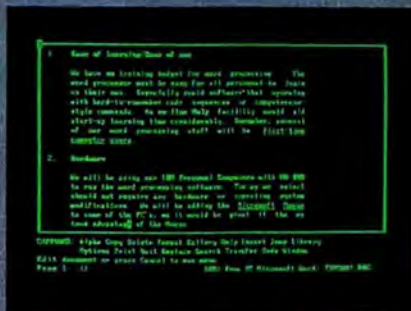 1. Ease of learning/Ease of use
We have no training budget for word processing. The
word processor must be easy for all personnel to learn
on their own. Especially avoid software that
with hard-to-remember code sequences or
style commands. An on-line Help facility would aid
start-up learning time considerably. Remember,
of our word processing staff will be first-time
computer users.
2. Hardware
We will be using our IBM Personal Computers with
to run the word processing software. The we select
should not require any hardware or operating system
modifications. We will be adding the Microsoft Mouse
to some of the PC's, so it would be great if the
took advantage of the Mouse
COMMAND: Alpha Copy Delete Format Gallery Help Insert Jump Library
Options Print Quit Replace Search Transfer Undo Window
Edit document or press Cancel to use menu
Page 1 Microsoft Word: